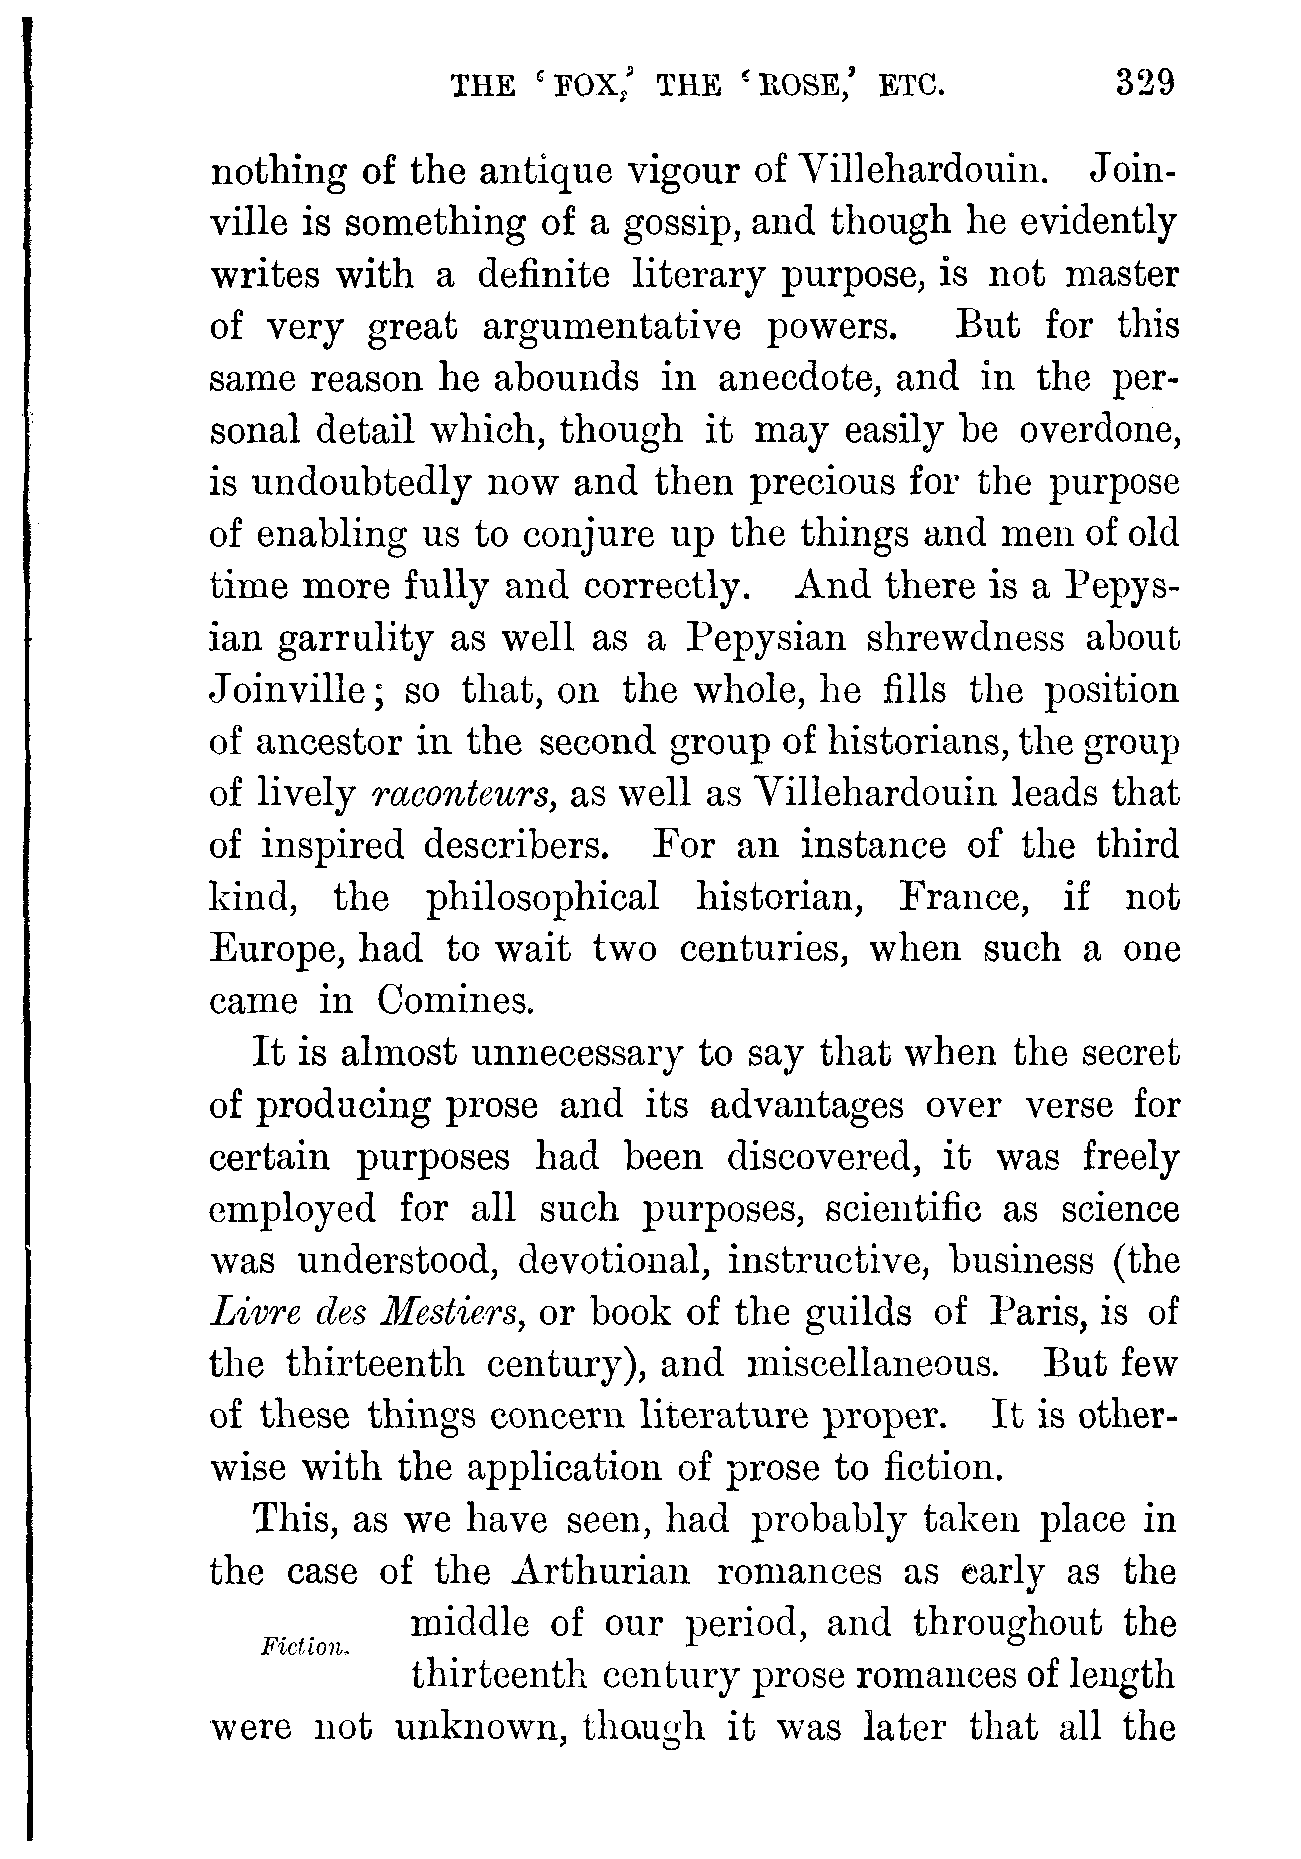 THE ‘FOX,’ THE ‘ROSE,’ ETC. 329
nothing of the antique vigour of Villehardouin. Join-
ville is something of a gossip, and though he evidently
writes with a definite literary purpose, is not master
of very great argumentative powers. But for this
same reason he abounds in anecdote, and in the per-
sonal detail which, though it may easily be overdone,
is undoubtedly now and then precious for the purpose
of enabling us to conjure up the things and men of old
time more fully and correctly. And there is a Pepys-
ian garrulity as well as a Pepysian shrewdness about
Joinville; so that, on the whole, he fills the position
of ancestor in the second group of historians, the group
of lively raconteurs, as well as Villehardouin leads that
of inspired describers. For an instance of the third
kind, the philosophical historian, France, if not
Europe, had to wait two centuries, when such a one
came in Comines.
It is almost unnecessary to say that when the secret
of producing prose and its advantages over verse for
certain purposes had been discovered, it was freely
employed for all such purposes, scientific as science
was understood, devotional, instructive, business (the
Livre des Mestiers, or book of the guilds of Paris, is of
the thirteenth century), and miscellaneous. But few
of these things concern literature proper. It is other-
wise with the application of prose to fiction.
This, as we have seen, had probably taken place in
the case of the Arthurian romances as early as the
middle of our period, and throughout the
Fiction.
thirteenth century prose romances of length
were not unknown, though it was later that all the